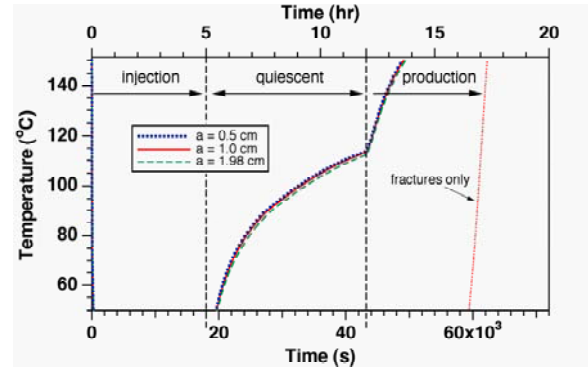 Time (hr)
0 5 10 15 20
injection quiescent production
140
120
100
80
60
Temperature (°C)
a = 0.5 cm
a = 1.0 cm
a = 1.98 cm
fractures only
0 20 40 60x10³
Time (s)